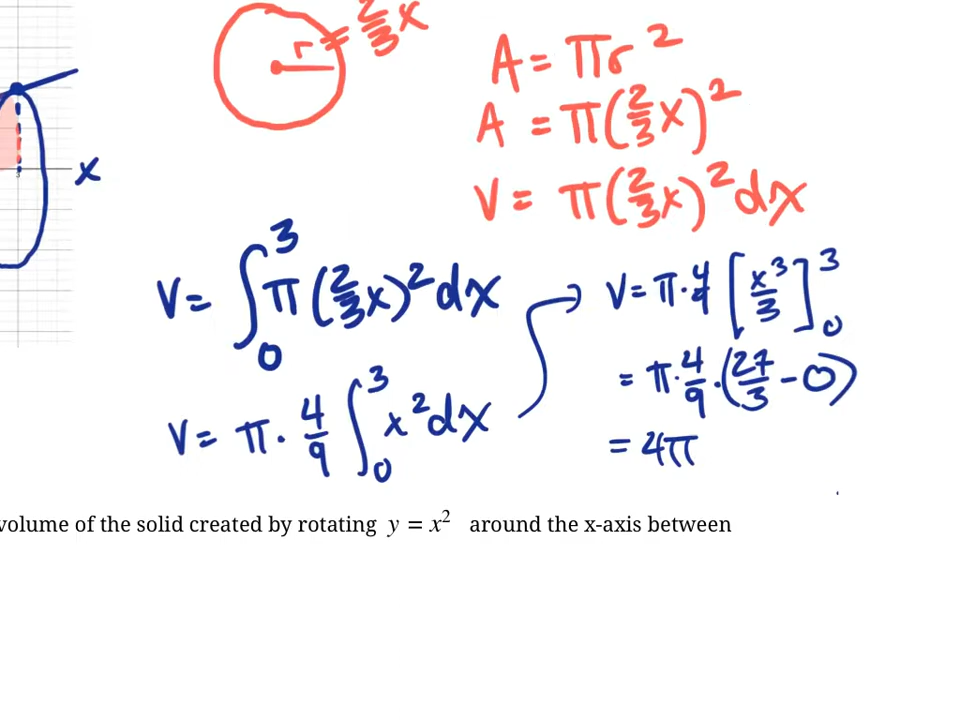 r = 2/3 x
A = πr²
A = π(2/3 x)²
V = π(2/3 x)² dx
x
V = ∫₀³ π(2/3 x)² dx
V = π · 4/9 ∫₀³ x² dx
V = π · 4 [x³/3]₀³
= π · 4/9 · (27/3 - 0)
= 4π
volume of the solid created by rotating y = x² around the x-axis between